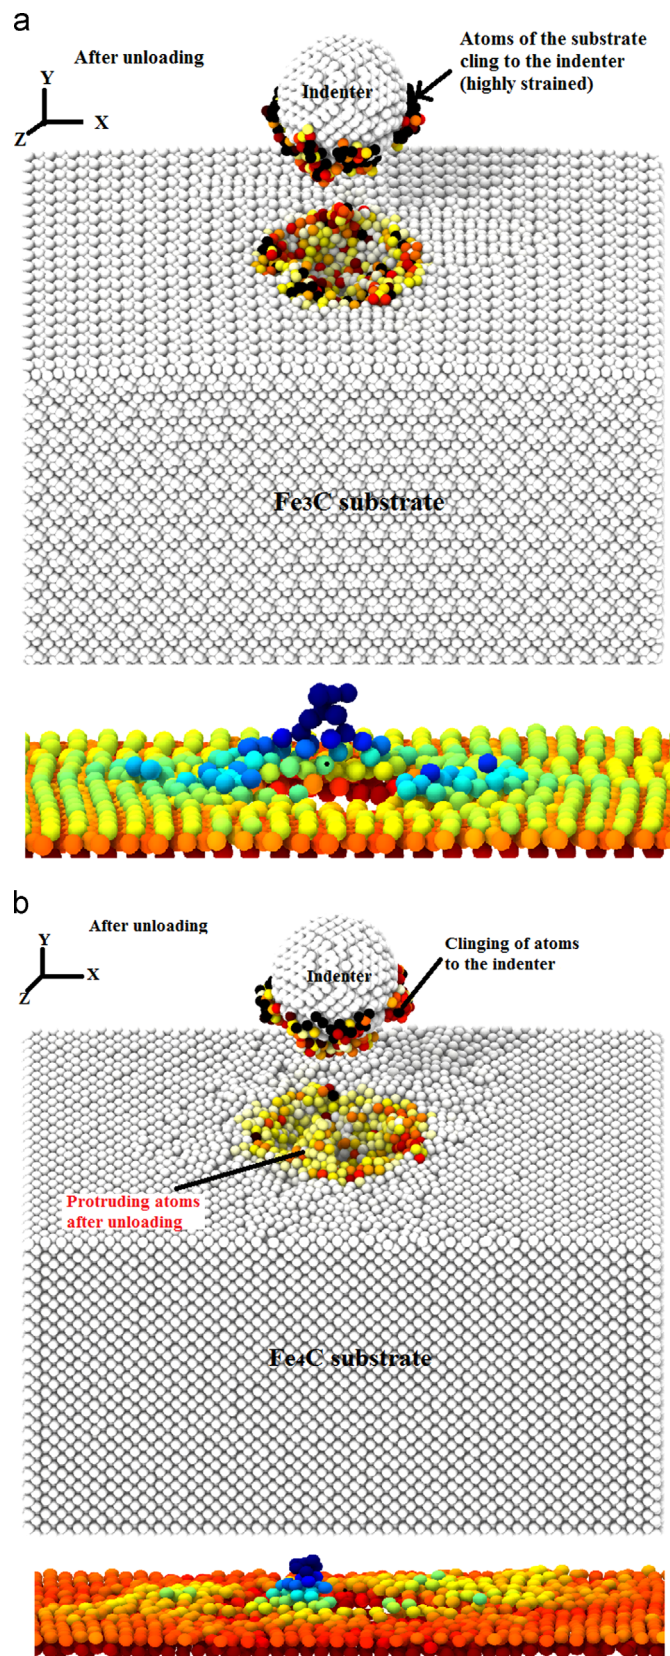 a
After unloading
Atoms of the substrate
cling to the indenter
(highly strained)
Indenter
Y
X
Z
Fe3C substrate
b
After unloading
Clinging of atoms
to the indenter
Indenter
Y
X
Z
Protruding atoms
after unloading
Fe4C substrate